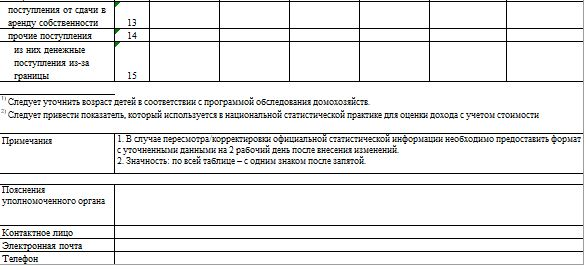 поступления от сдачи в
аренду собственности 13
прочие поступления 14
из них денежные
поступления из-за
границы 15
1) Следует уточнить возраст детей в соответствии с программой обследования домохозяйств.
2) Следует привести показатель, который используется в национальной статистической практике для оценки дохода с учетом стоимости
Примечания
1. В случае пересмотра/корректировки официальной статистической информации необходимо предоставить формат
с уточненными данными на 2 рабочий день после внесения изменений.
2. Значность: по всей таблице – с одним знаком после запятой.
Пояснения
уполномоченного органа
Контактное лицо
Электронная почта
Телефон